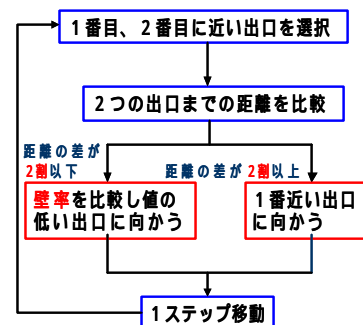 1番目、2番目に近い出口を選択
2つの出口までの距離を比較
距離の差が
2割以下
距離の差が2割以上
壁率を比較し値の
低い出口に向かう
1番近い出口
に向かう
1ステップ移動